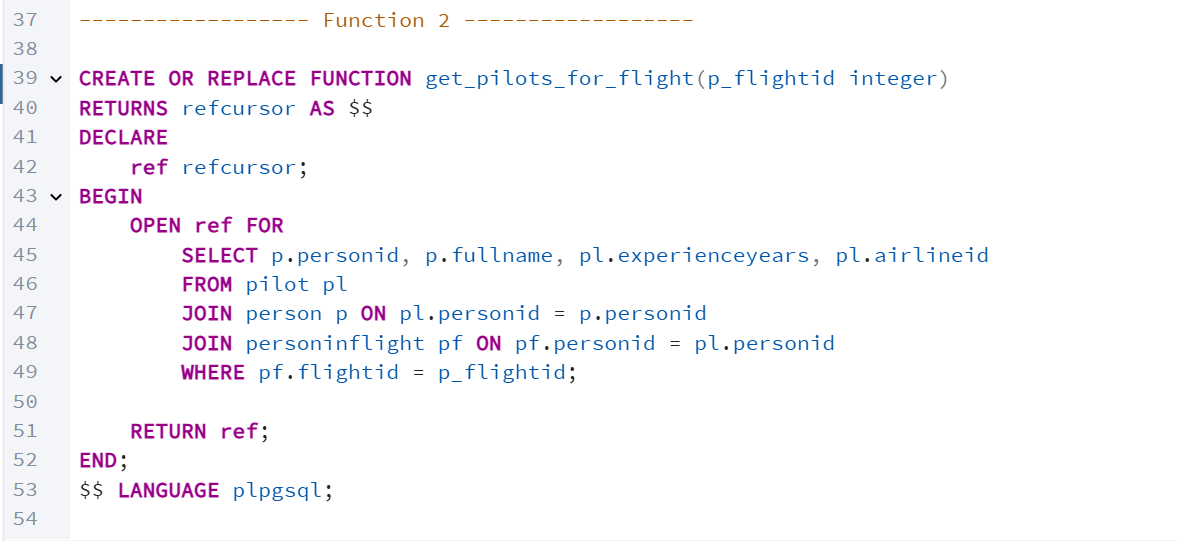 37 ------------------ Function 2 ------------------
38
39 CREATE OR REPLACE FUNCTION get_pilots_for_flight(p_flightid integer)
40 RETURNS refcursor AS $$
41 DECLARE
42     ref refcursor;
43 BEGIN
44     OPEN ref FOR
45         SELECT p.personid, p.fullname, pl.experienceyears, pl.airlineid
46         FROM pilot pl
47         JOIN person p ON pl.personid = p.personid
48         JOIN personinflight pf ON pf.personid = pl.personid
49         WHERE pf.flightid = p_flightid;
50
51     RETURN ref;
52 END;
53 $$ LANGUAGE plpgsql;
54